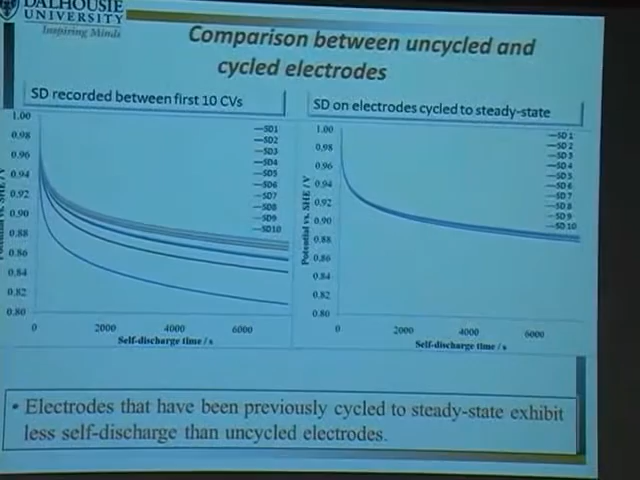 DALHOUSIE
UNIVERSITY
Inspiring Minds
Comparison between uncycled and
cycled electrodes
SD recorded between first 10 CVs
SD on electrodes cycled to steady-state
1.00
0.98
0.96
0.94
0.92
0.90
0.88
0.86
0.84
0.82
0.80
0
2000
4000
6000
Self-discharge time / s
SD1
SD2
SD3
SD4
SD5
SD6
SD7
SD8
SD9
SD10
Potential vs. SHE / V
1.00
0.98
0.96
0.94
0.92
0.90
0.88
0.86
0.84
0.82
0.80
0
2000
4000
6000
Self-discharge time / s
SD 1
SD 2
SD 3
SD 4
SD 5
SD 6
SD 7
SD 8
SD 9
SD 10
Potential vs. SHE / V
• Electrodes that have been previously cycled to steady-state exhibit
less self-discharge than uncycled electrodes.